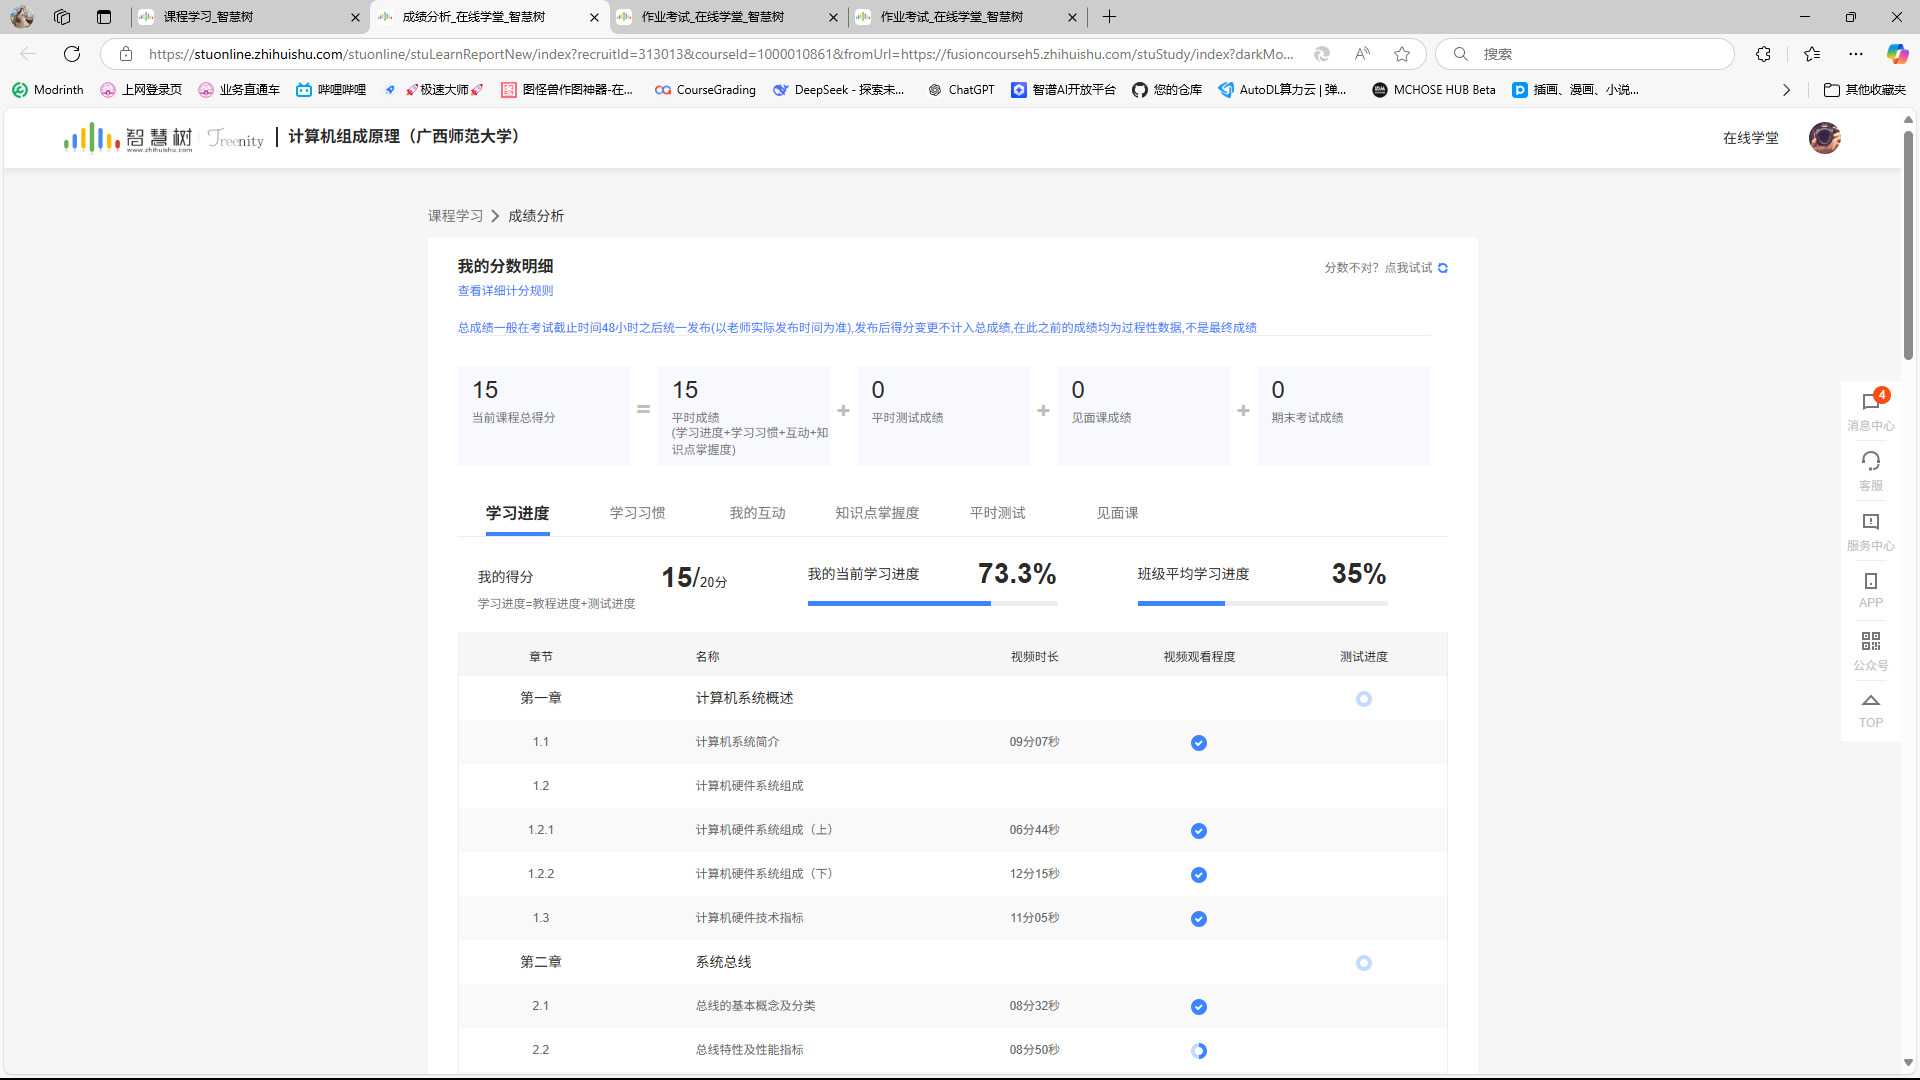 课程学习_智慧树
成绩分析_在线学堂_智慧树
作业考试_在线学堂_智慧树
作业考试_在线学堂_智慧树
https://stuonline.zhihuishu.com/stuonline/stuLearnReportNew/index?recruitId=313013&courseId=1000010861&fromUrl=https://fusioncourseh5.zhihuishu.com/stuStudy/index?darkMo...
搜索
Modrinth
上网登录页
业务直通车
哔哩哔哩
🚀极速大师🚀
图怪兽作图神器-在...
CourseGrading
DeepSeek - 探索未...
ChatGPT
智谱AI开放平台
您的仓库
AutoDL算力云 | 弹...
MCHOSE HUB Beta
插画、漫画、小说...
其他收藏夹
智慧树
www.zhihuishu.com
Treenity
计算机组成原理（广西师范大学）
在线学堂
课程学习 > 成绩分析
我的分数明细
分数不对？点我试试
查看详细计分规则
总成绩一般在考试截止时间48小时之后统一发布(以老师实际发布时间为准),发布后得分变更不计入总成绩,在此之前的成绩均为过程性数据,不是最终成绩
15
当前课程总得分
=
15
平时成绩
(学习进度+学习习惯+互动+知
识点掌握度)
+
0
平时测试成绩
+
0
见面课成绩
+
0
期末考试成绩
学习进度
学习习惯
我的互动
知识点掌握度
平时测试
见面课
我的得分
15/20分
学习进度=教程进度+测试进度
我的当前学习进度
73.3%
班级平均学习进度
35%
章节 名称 视频时长 视频观看程度 测试进度
第一章 计算机系统概述
1.1 计算机系统简介 09分07秒
1.2 计算机硬件系统组成
1.2.1 计算机硬件系统组成（上） 06分44秒
1.2.2 计算机硬件系统组成（下） 12分15秒
1.3 计算机硬件技术指标 11分05秒
第二章 系统总线
2.1 总线的基本概念及分类 08分32秒
2.2 总线特性及性能指标 08分50秒
4
消息中心
客服
服务中心
APP
公众号
TOP